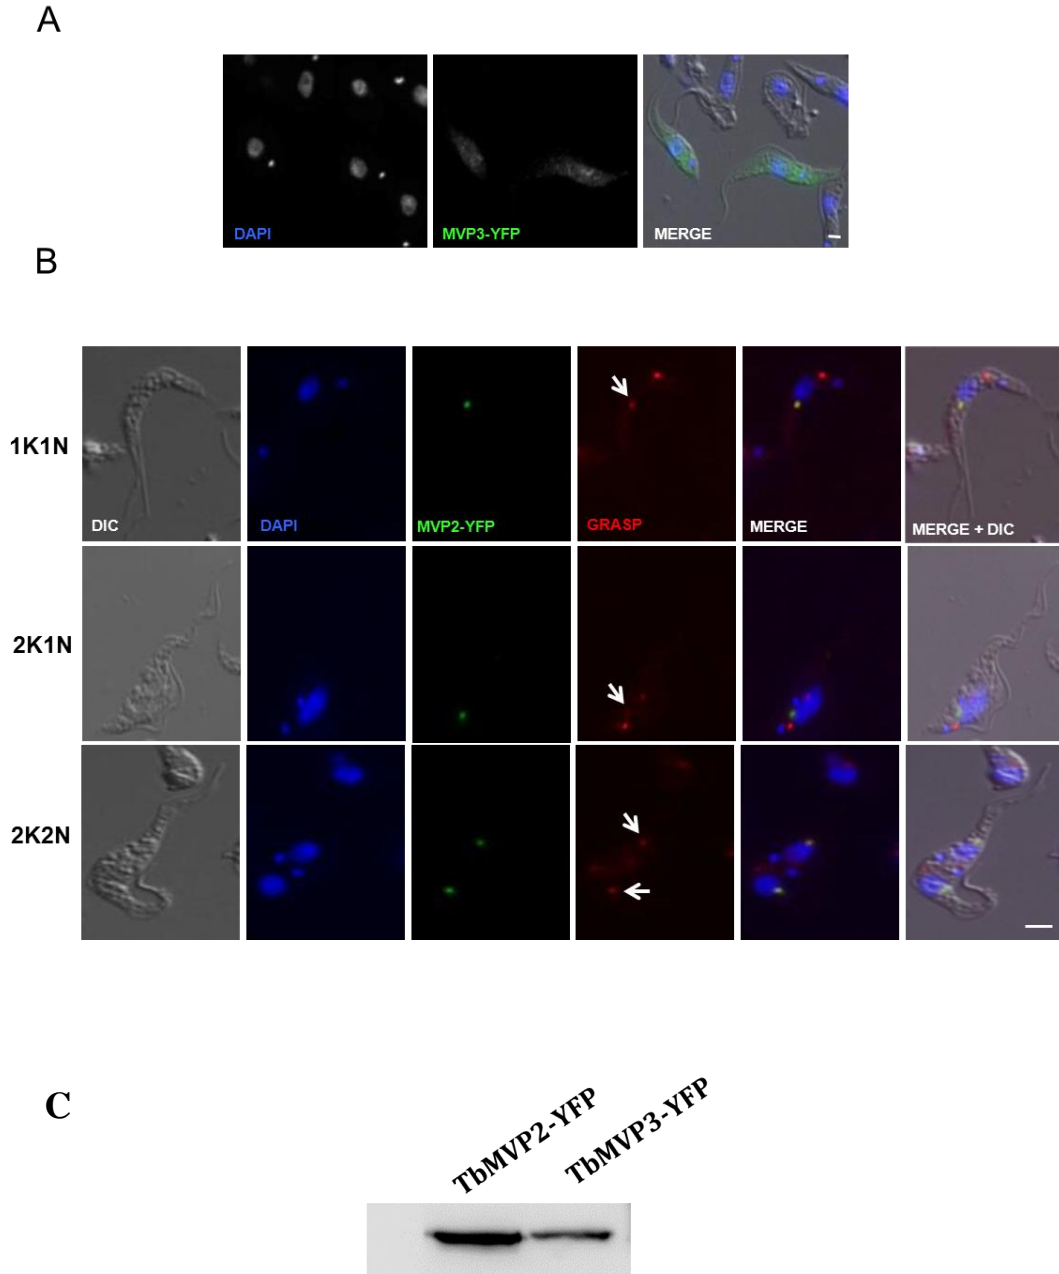 A
DAPI
MVP3-YFP
MERGE
B
1K1N
DIC
DAPI
MVP2-YFP
GRASP
MERGE
MERGE + DIC
2K1N
2K2N
C
TbMVP2-YFP
TbMVP3-YFP